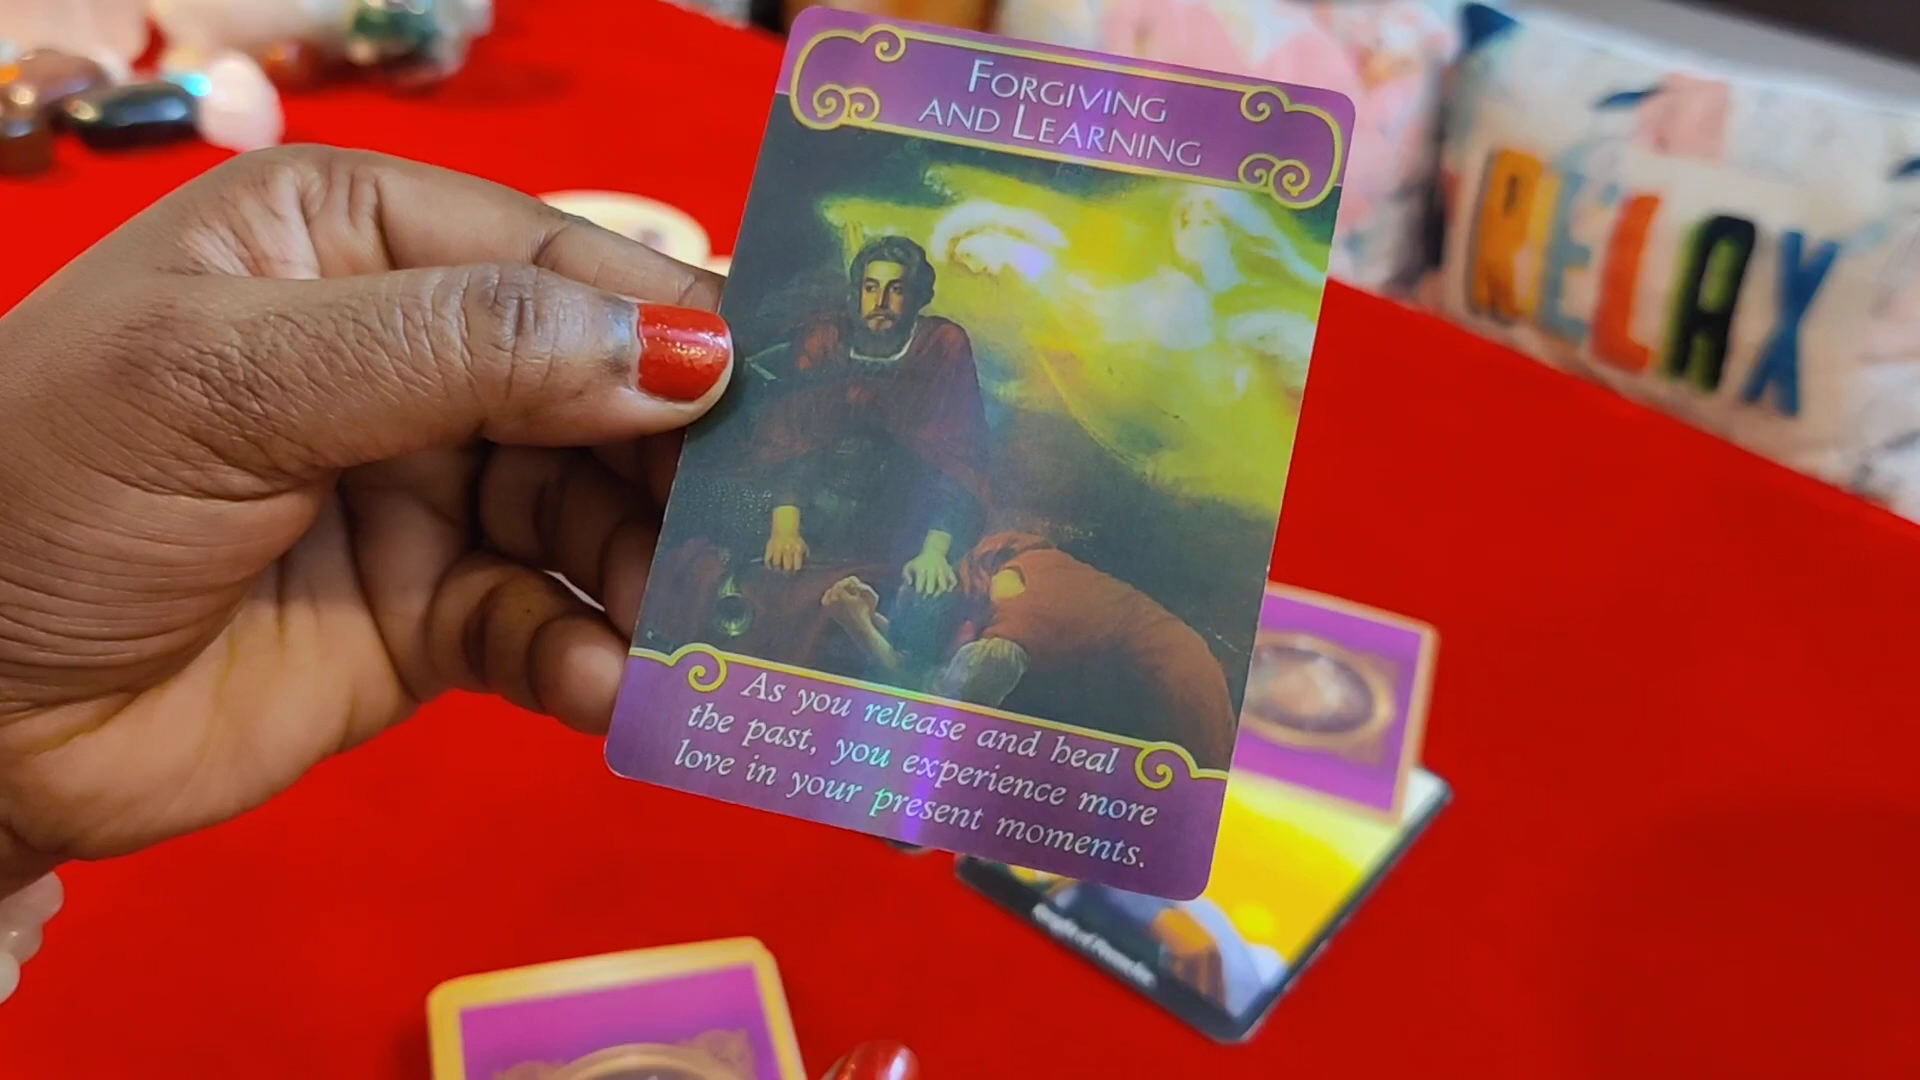 FORGIVING
AND LEARNING
As you release and heal
the past, you experience more
love in your present moments.
RELAX